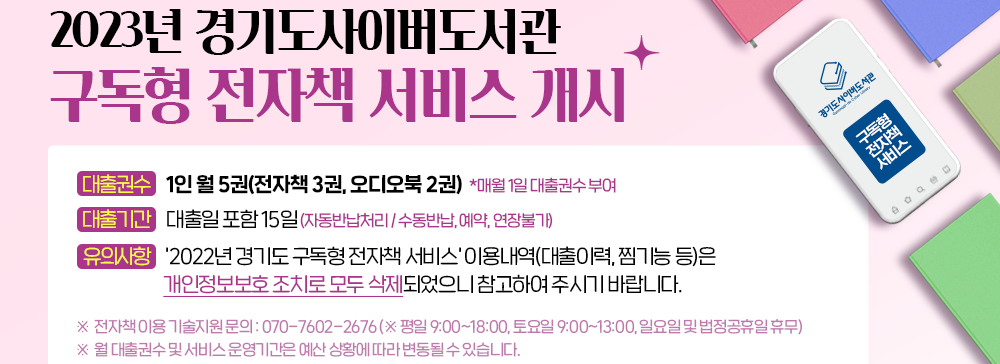 2023년 경기도사이버도서관
구독형 전자책 서비스 개시
경기도사이버도서관
구독형
전자책
서비스
대출권수 1인 월 5권(전자책 3권, 오디오북 2권) *매월 1일 대출권수 부여
대출기간 대출일 포함 15일 (자동반납처리 / 수동반납, 예약, 연장불가)
유의사항 '2022년 경기도 구독형 전자책 서비스' 이용내역(대출이력, 찜기능 등)은
개인정보보호 조치로 모두 삭제되었으니 참고하여 주시기 바랍니다.
※ 전자책 이용 기술지원 문의 : 070-7602-2676 (※ 평일 9:00~18:00, 토요일 9:00~13:00, 일요일 및 법정공휴일 휴무)
※ 월 대출권수 및 서비스 운영기간은 예산 상황에 따라 변동될 수 있습니다.